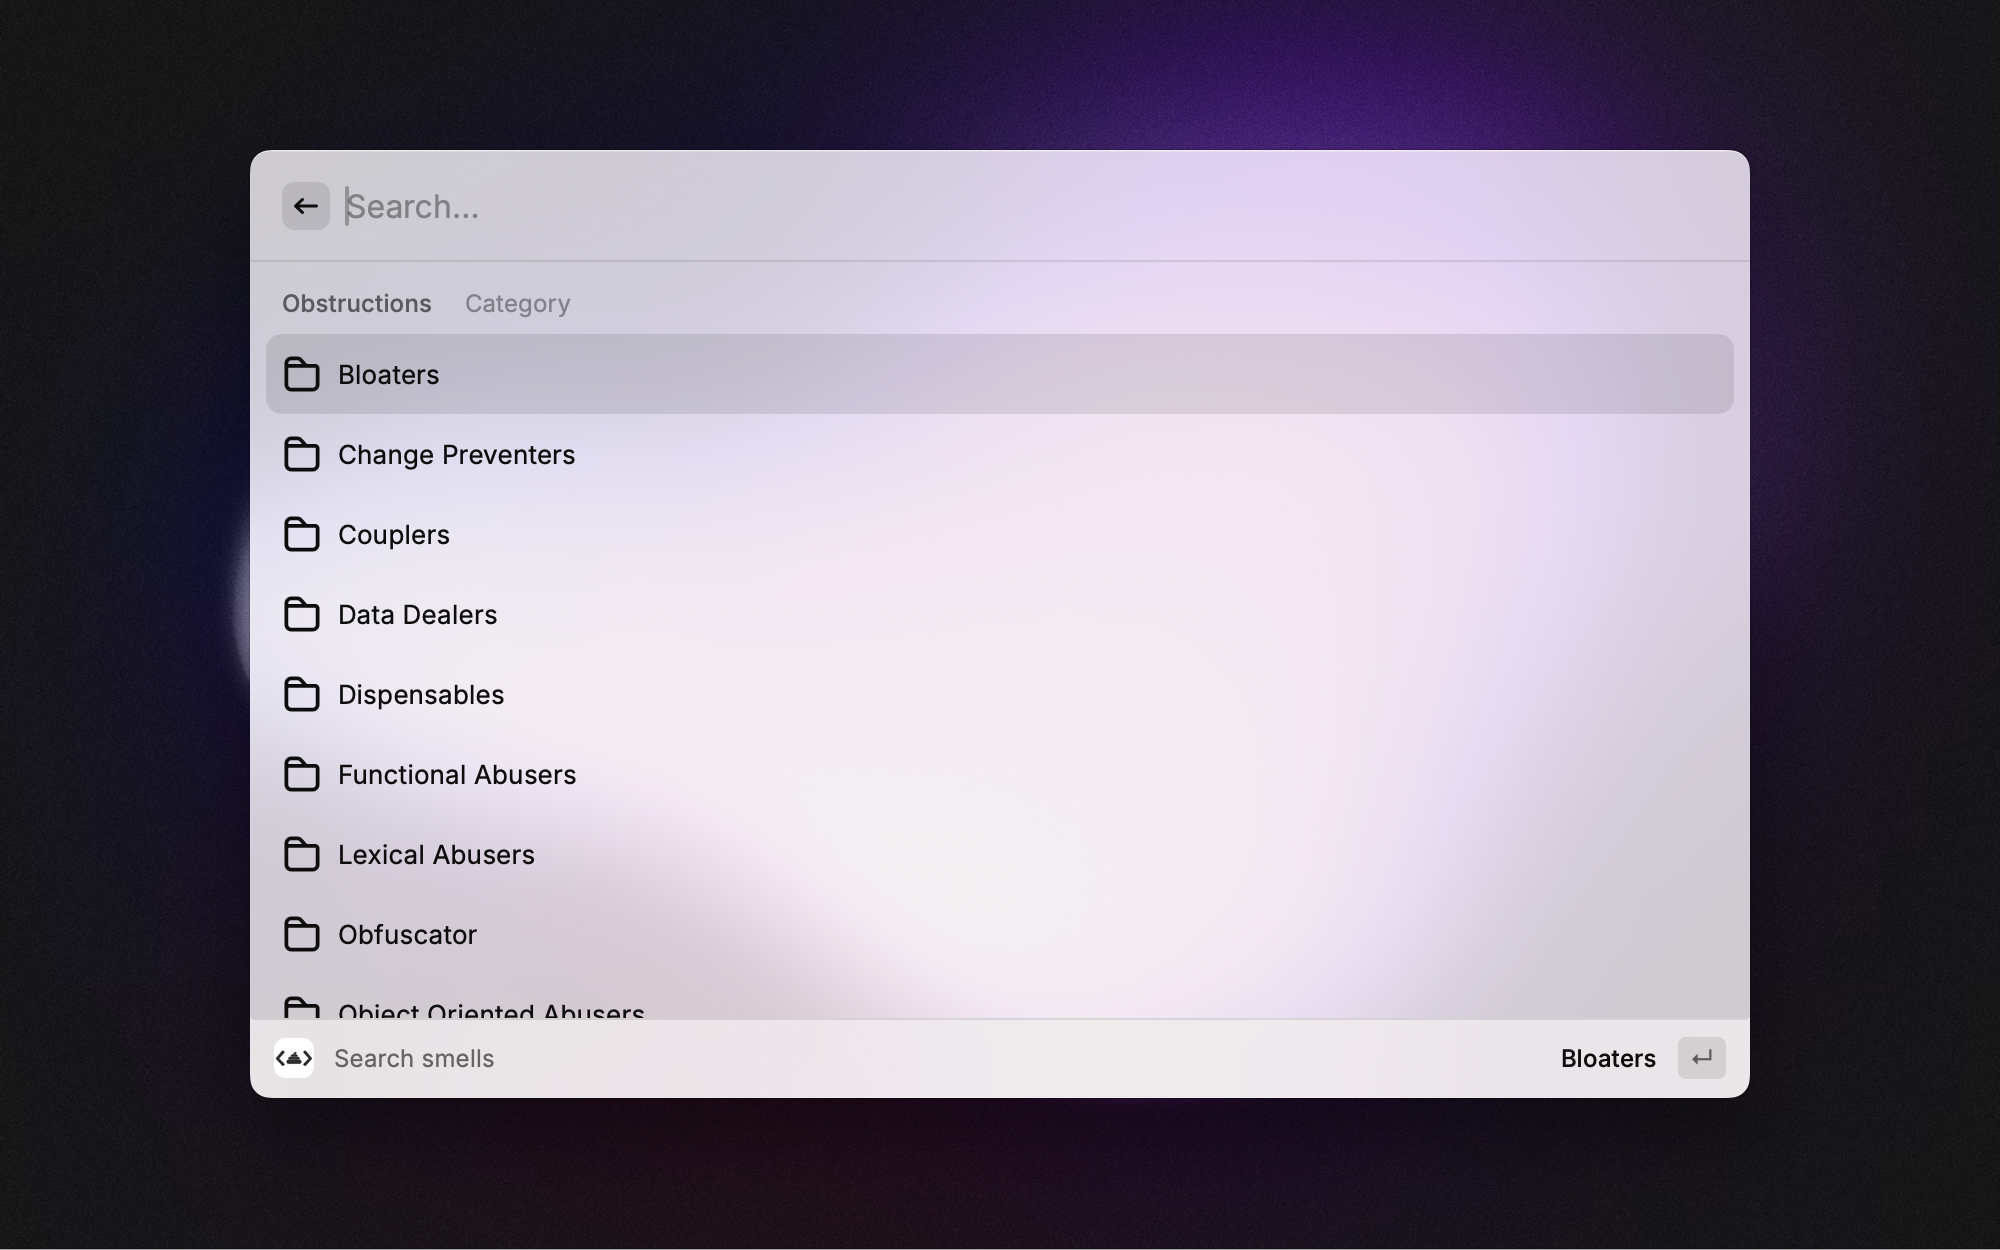 Search...
Obstructions Category
Bloaters
Change Preventers
Couplers
Data Dealers
Dispensables
Functional Abusers
Lexical Abusers
Obfuscator
Object Oriented Abusers
Search smells Bloaters